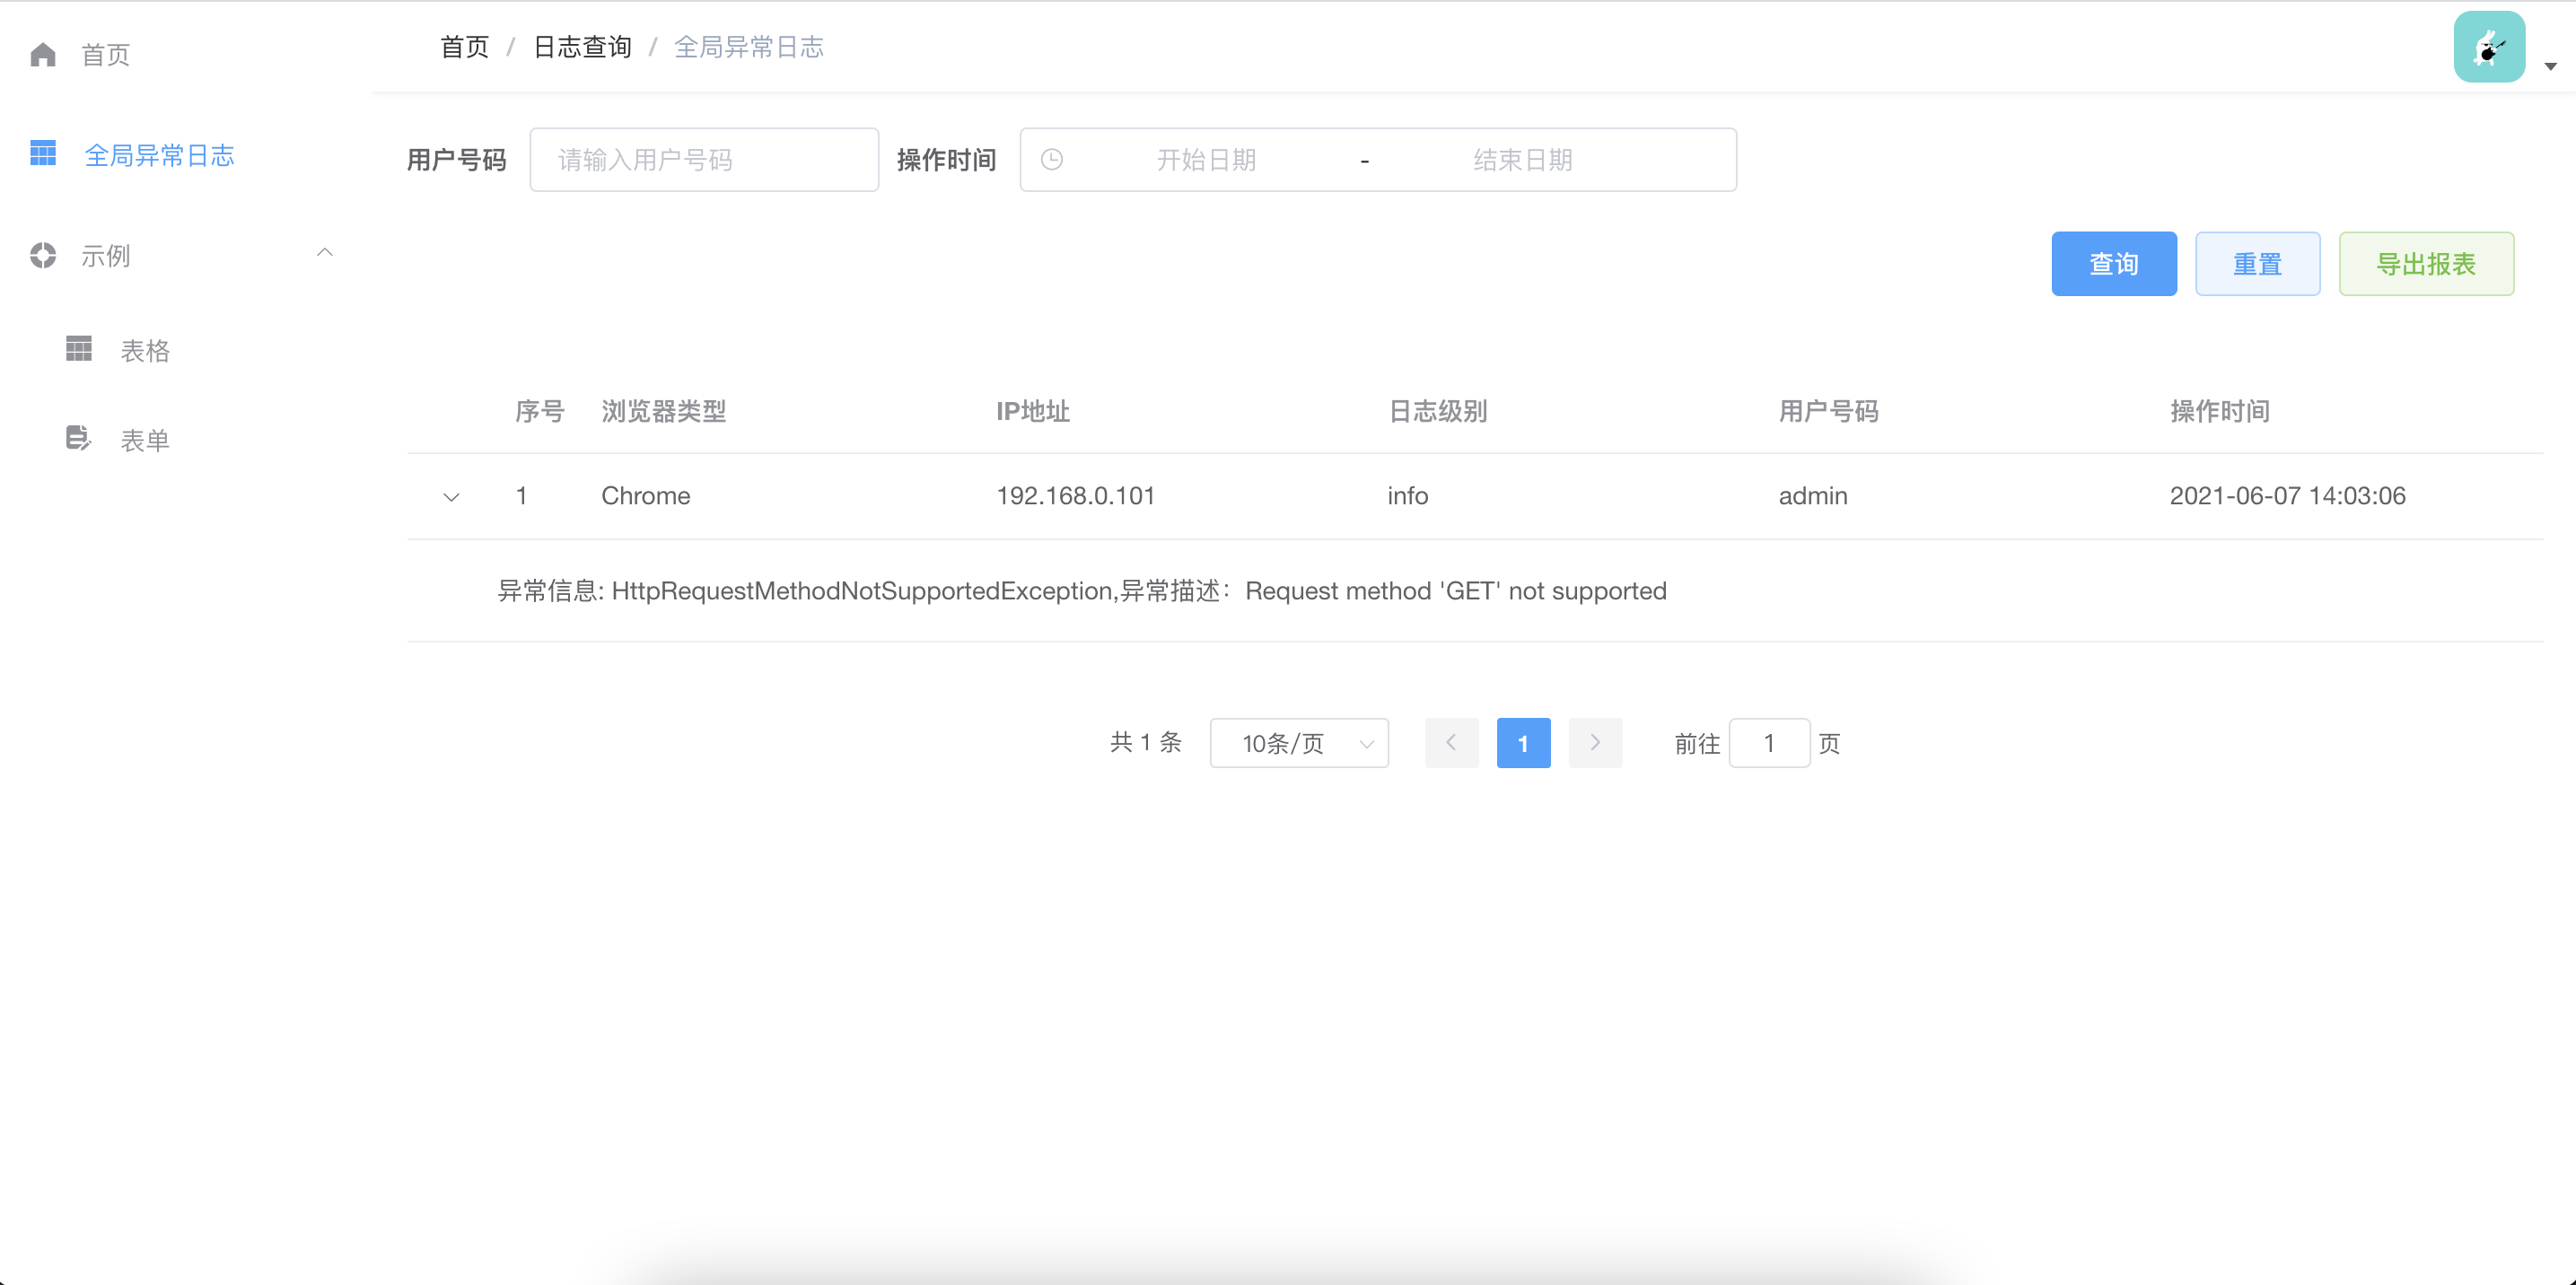 首页
全局异常日志
示例
表格
表单
首页 / 日志查询 / 全局异常日志
用户号码 请输入用户号码 操作时间 开始日期 - 结束日期
查询 重置 导出报表
序号 浏览器类型 IP地址 日志级别 用户号码 操作时间
1 Chrome 192.168.0.101 info admin 2021-06-07 14:03:06
异常信息: HttpRequestMethodNotSupportedException,异常描述：Request method 'GET' not supported
共 1 条 10条/页 1 前往 1 页